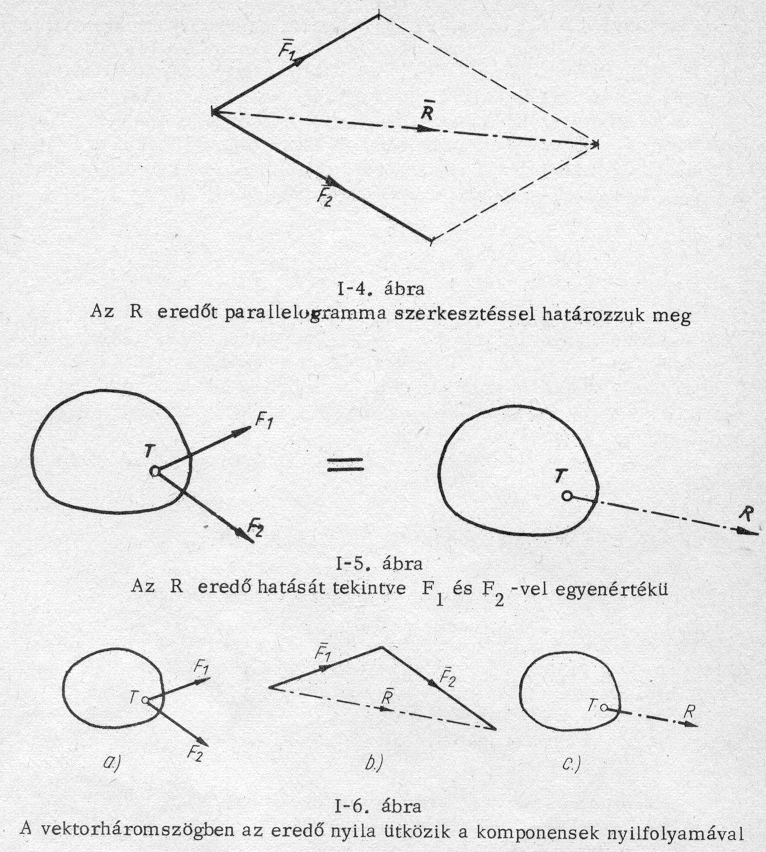 F̄₁
R̄
F̄₂
I-4. ábra
Az R eredőt parallelogramma szerkesztéssel határozzuk meg
T F₁
F₂
=
T
R
I-5. ábra
Az R eredő hatását tekintve F₁ és F₂ -vel egyenértékü
T F₁
F₂
a.)
F̄₁
F̄₂
R̄
b.)
T R
c.)
I-6. ábra
A vektorháromszögben az eredő nyila ütközik a komponensek nyilfolyamával